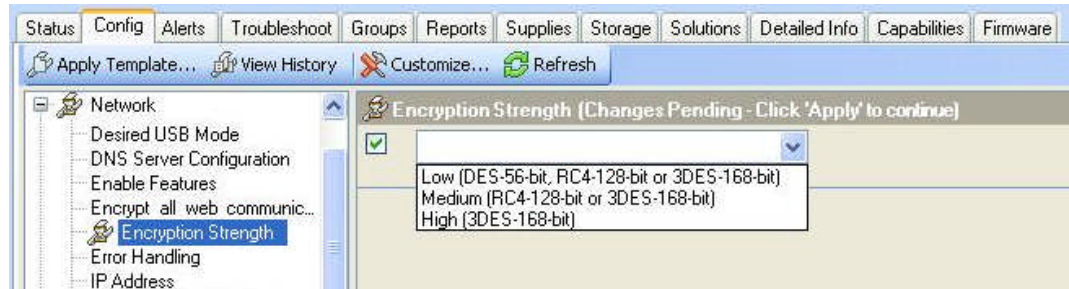 Status Config Alerts Troubleshoot Groups Reports Supplies Storage Solutions Detailed Info Capabilities Firmware
Apply Template... View History Customize... Refresh
Network
Desired USB Mode
DNS Server Configuration
Enable Features
Encrypt all web communic...
Encryption Strength
Error Handling
IP Address
Encryption Strength (Changes Pending - Click 'Apply' to continue)
Low (DES-56-bit, RC4-128-bit or 3DES-168-bit)
Medium (RC4-128-bit or 3DES-168-bit)
High (3DES-168-bit)